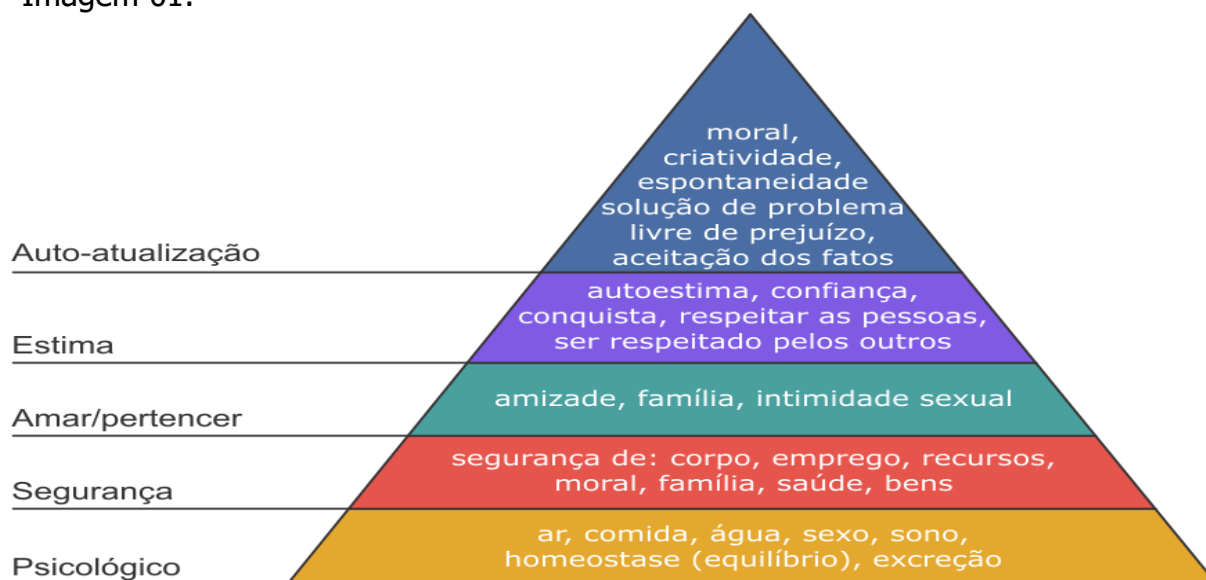 Imagem 01.
moral,
criatividade,
espontaneidade
solução de problema
livre de prejuízo,
aceitação dos fatos
Auto-atualização
autoestima, confiança,
conquista, respeitar as pessoas,
ser respeitado pelos outros
Estima
amizade, família, intimidade sexual
Amar/pertencer
segurança de: corpo, emprego, recursos,
moral, família, saúde, bens
Segurança
ar, comida, água, sexo, sono,
homeostase (equilíbrio), excreção
Psicológico